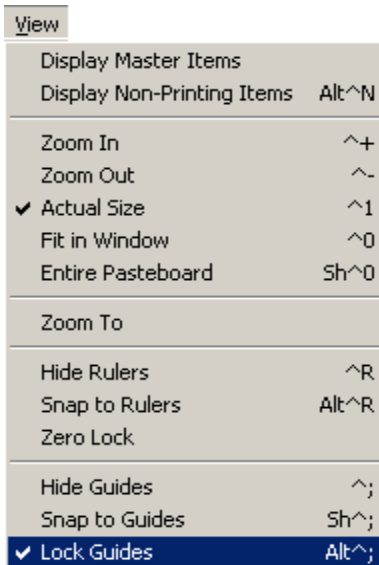 View
Display Master Items
Display Non-Printing Items Alt^N
Zoom In ^+
Zoom Out ^-
✔ Actual Size ^1
Fit in Window ^0
Entire Pasteboard Sh^0
Zoom To
Hide Rulers ^R
Snap to Rulers Alt^R
Zero Lock
Hide Guides ^;
Snap to Guides Sh^;
✔ Lock Guides Alt^;